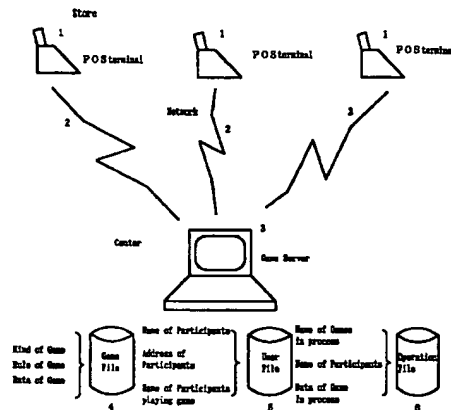 Store
1
1
1
POSterminal
POSterminal
POSterminal
2
Network
2
3
Center
3
Game Server
Kind of Game
Rule of Game
Data of Game
Game
File
4
Name of Participants
Address of
Participants
Name of Participants
playing game
User
File
5
Name of Games
in process
Name of Participants
Data of Game
in process
Operation
File
6